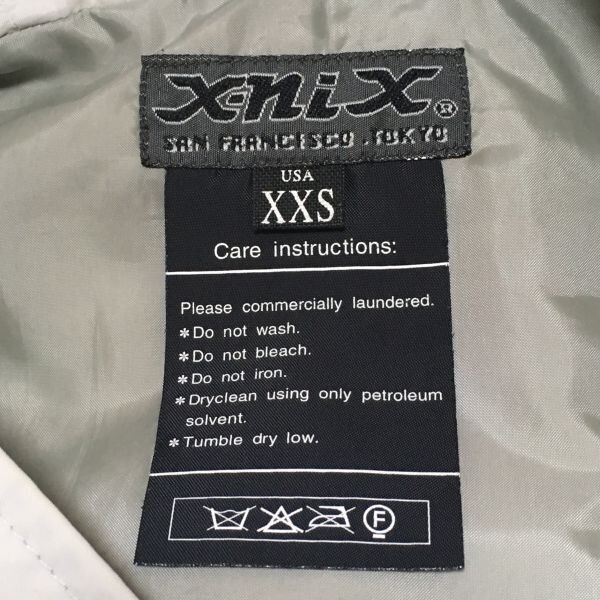 X-NIX®
SAN FRANCISCO.TOKYO
USA
XXS
Care instructions:
Please commercially laundered.
*Do not wash.
*Do not bleach.
*Do not iron.
*Dryclean using only petroleum
solvent.
*Tumble dry low.
F